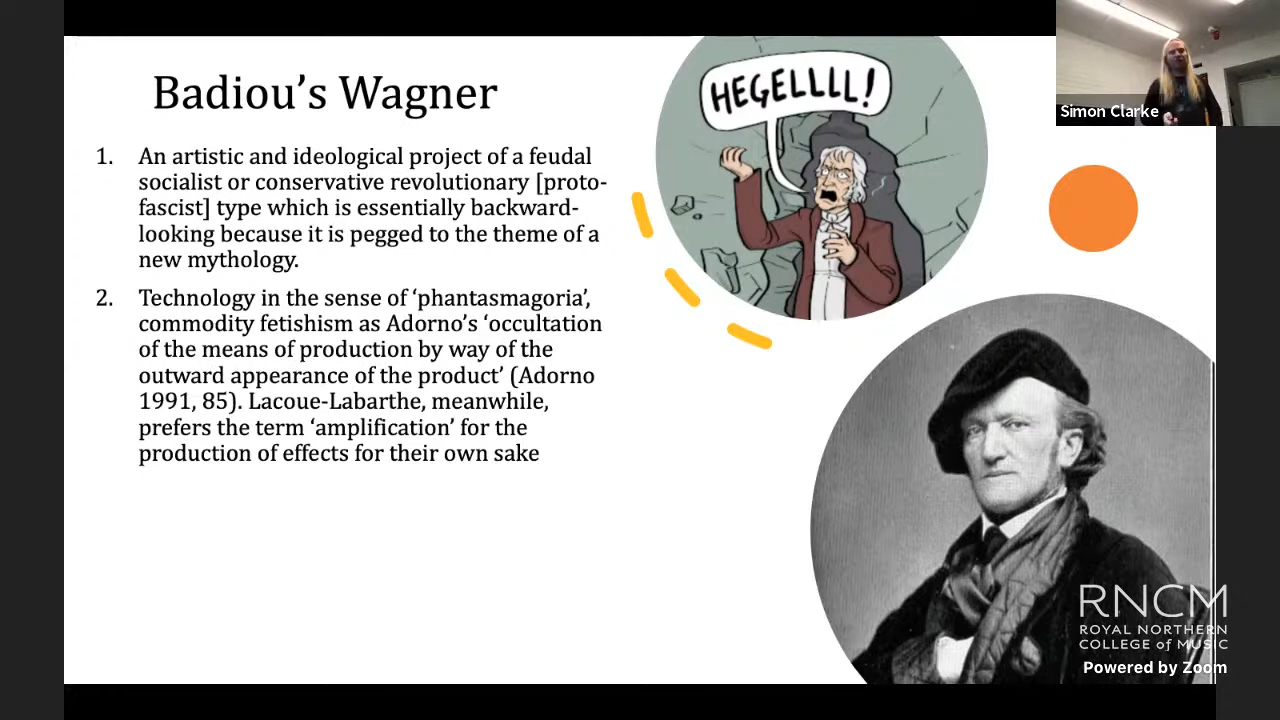 Badiou's Wagner
1. An artistic and ideological project of a feudal
socialist or conservative revolutionary [proto-
fascist] type which is essentially backward-
looking because it is pegged to the theme of a
new mythology.
2. Technology in the sense of ‘phantasmagoria’,
commodity fetishism as Adorno’s ‘occultation
of the means of production by way of the
outward appearance of the product’ (Adorno
1991, 85). Lacoue-Labarthe, meanwhile,
prefers the term ‘amplification’ for the
production of effects for their own sake
HEGELLLL!
Simon Clarke
RNCM
ROYAL NORTHERN
COLLEGE of MUSIC
Powered by Zoom